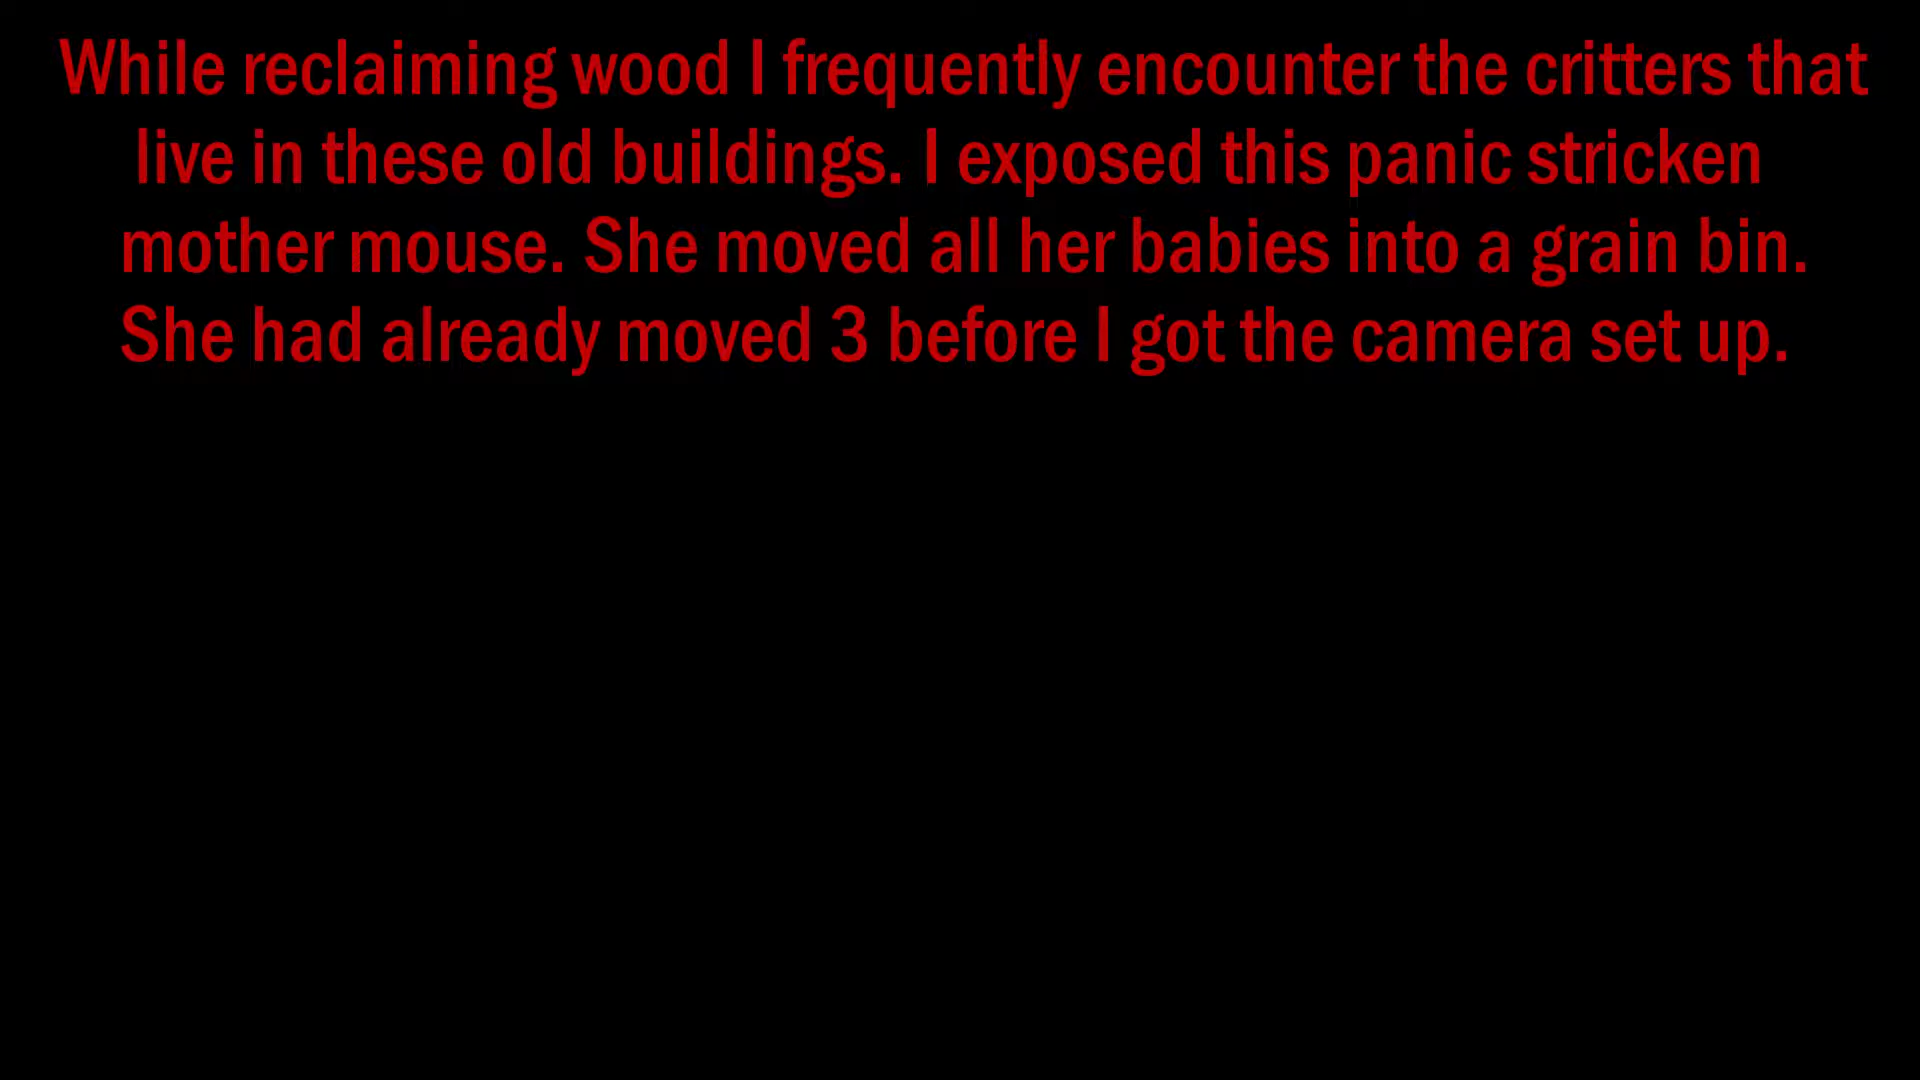 While reclaiming wood I frequently encounter the critters that
live in these old buildings. I exposed this panic stricken
mother mouse. She moved all her babies into a grain bin.
She had already moved 3 before I got the camera set up.